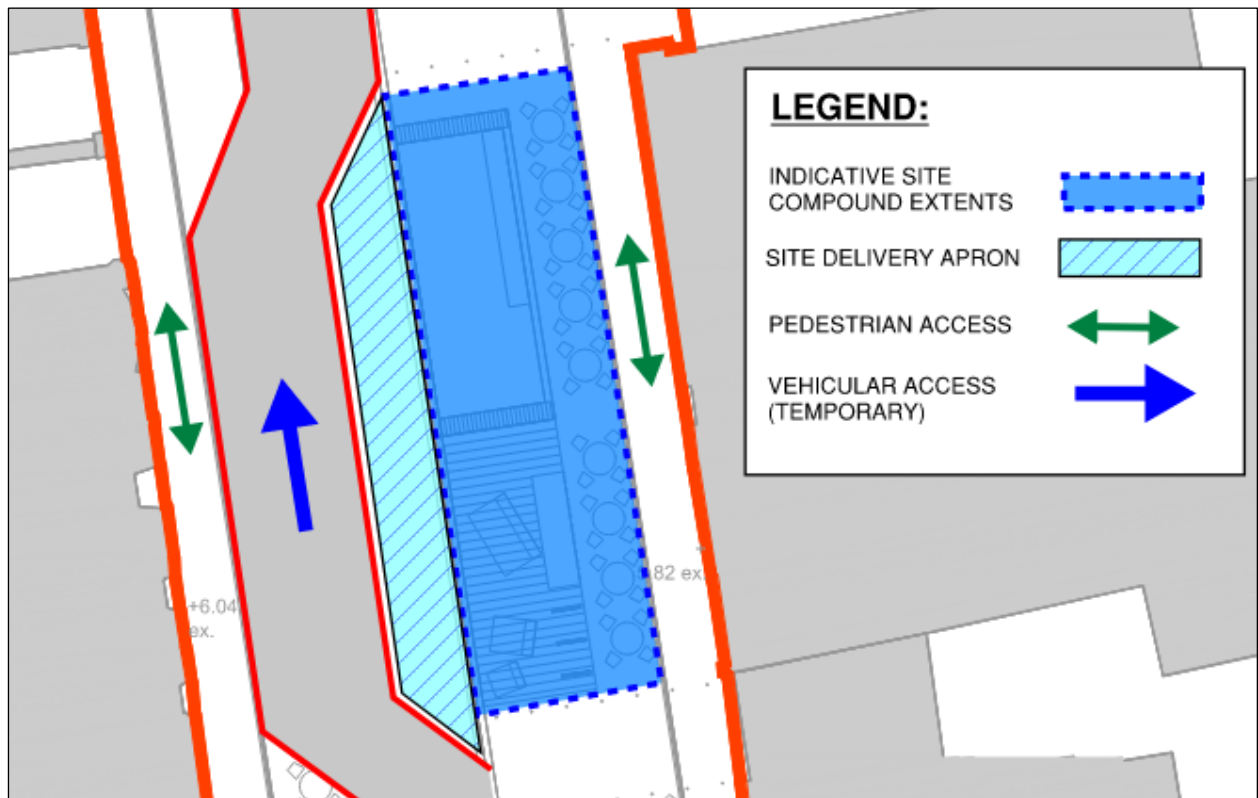 LEGEND:
INDICATIVE SITE
COMPOUND EXTENTS
SITE DELIVERY APRON
PEDESTRIAN ACCESS
VEHICULAR ACCESS
(TEMPORARY)
82 ex.
+6.04
ex.